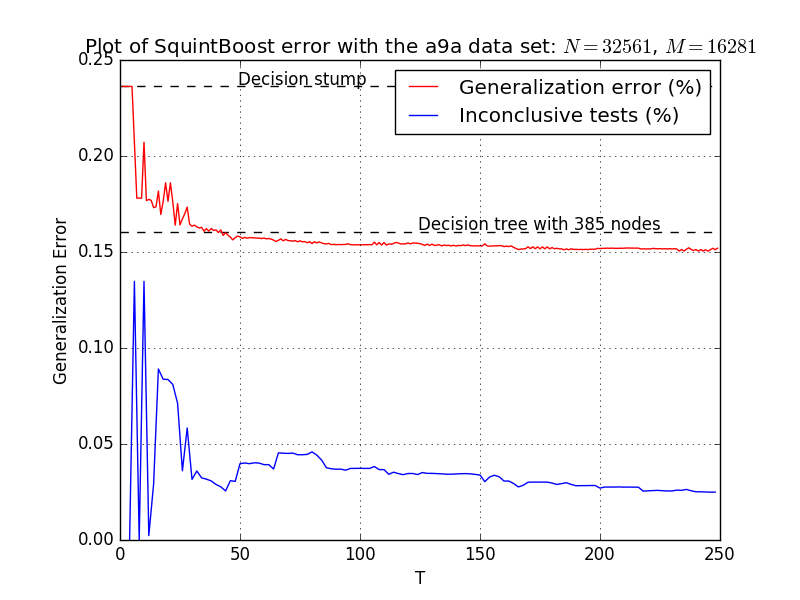 Plot of SquintBoost error with the a9a data set: N = 32561, M = 16281
0.25
Decision stump
Generalization error (%)
Inconclusive tests (%)
0.20
Decision tree with 385 nodes
0.15
Generalization Error
0.10
0.05
0.00
0 50 100 150 200 250
T